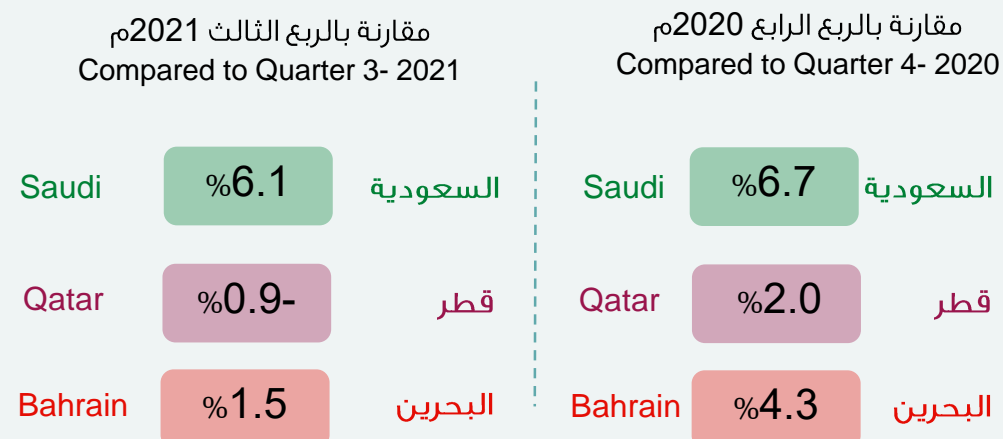 مقارنة بالربع الرابع 2020م
Compared to Quarter 4- 2020
Saudi %6.7 السعودية
Qatar %2.0 قطر
Bahrain %4.3 البحرين
مقارنة بالربع الثالث 2021م
Compared to Quarter 3- 2021
Saudi %6.1 السعودية
Qatar %0.9- قطر
Bahrain %1.5 البحرين